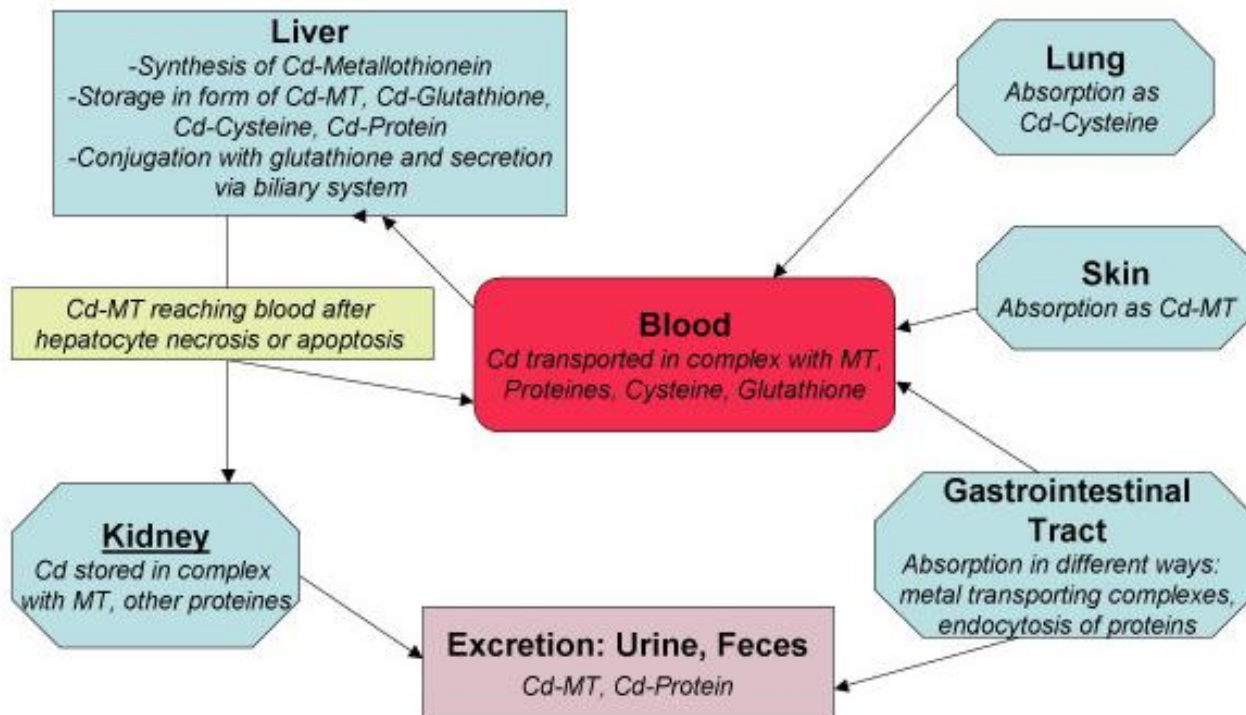 Liver
-Synthesis of Cd-Metallothionein
-Storage in form of Cd-MT, Cd-Glutathione,
Cd-Cysteine, Cd-Protein
-Conjugation with glutathione and secretion
via biliary system
Lung
Absorption as
Cd-Cysteine
Skin
Absorption as Cd-MT
Cd-MT reaching blood after
hepatocyte necrosis or apoptosis
Blood
Cd transported in complex with MT,
Proteines, Cysteine, Glutathione
Kidney
Cd stored in complex
with MT, other proteines
Gastrointestinal
Tract
Absorption in different ways:
metal transporting complexes,
endocytosis of proteins
Excretion: Urine, Feces
Cd-MT, Cd-Protein